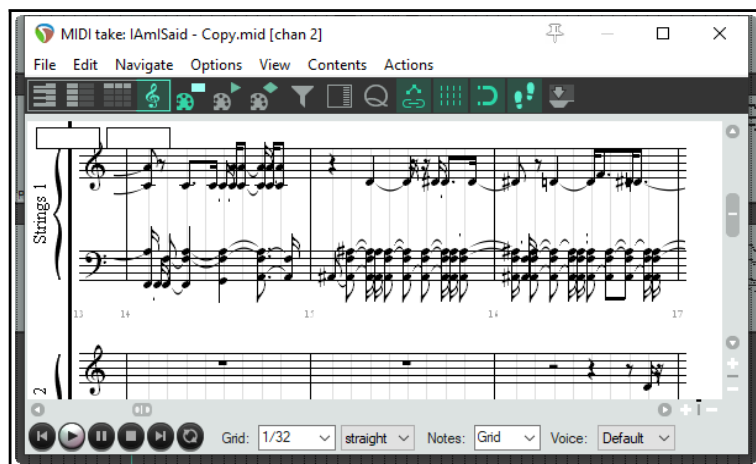 MIDI take: IAmISaid - Copy.mid [chan 2]
File Edit Navigate Options View Contents Actions
Strings 1
13 14 15 16 17
2
Grid: 1/32 straight Notes: Grid Voice: Default